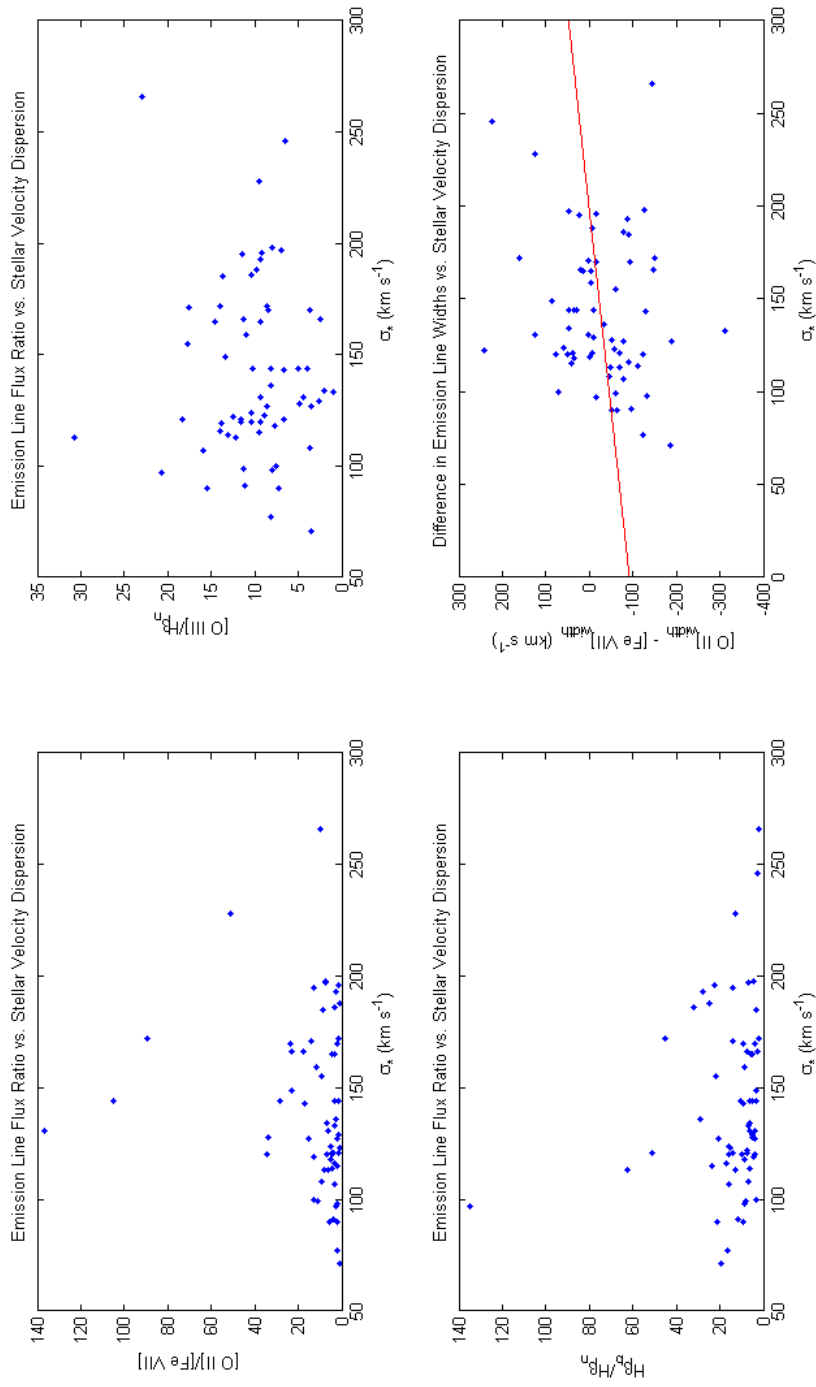 Emission Line Flux Ratio vs. Stellar Velocity Dispersion
[O II]/[Fe VII]
140
120
100
80
60
40
20
0
50 100 150 200 250 300
σ* (km s-1)
Emission Line Flux Ratio vs. Stellar Velocity Dispersion
[O III]/Hβn
35
30
25
20
15
10
5
0
50 100 150 200 250 300
σ* (km s-1)
Emission Line Flux Ratio vs. Stellar Velocity Dispersion
Hβb/Hβn
140
120
100
80
60
40
20
0
50 100 150 200 250 300
σ* (km s-1)
Difference in Emission Line Widths vs. Stellar Velocity Dispersion
[O II]width - [Fe VII]width (km s-1)
300
200
100
0
-100
-200
-300
-400
0 50 100 150 200 250 300
σ* (km s-1)